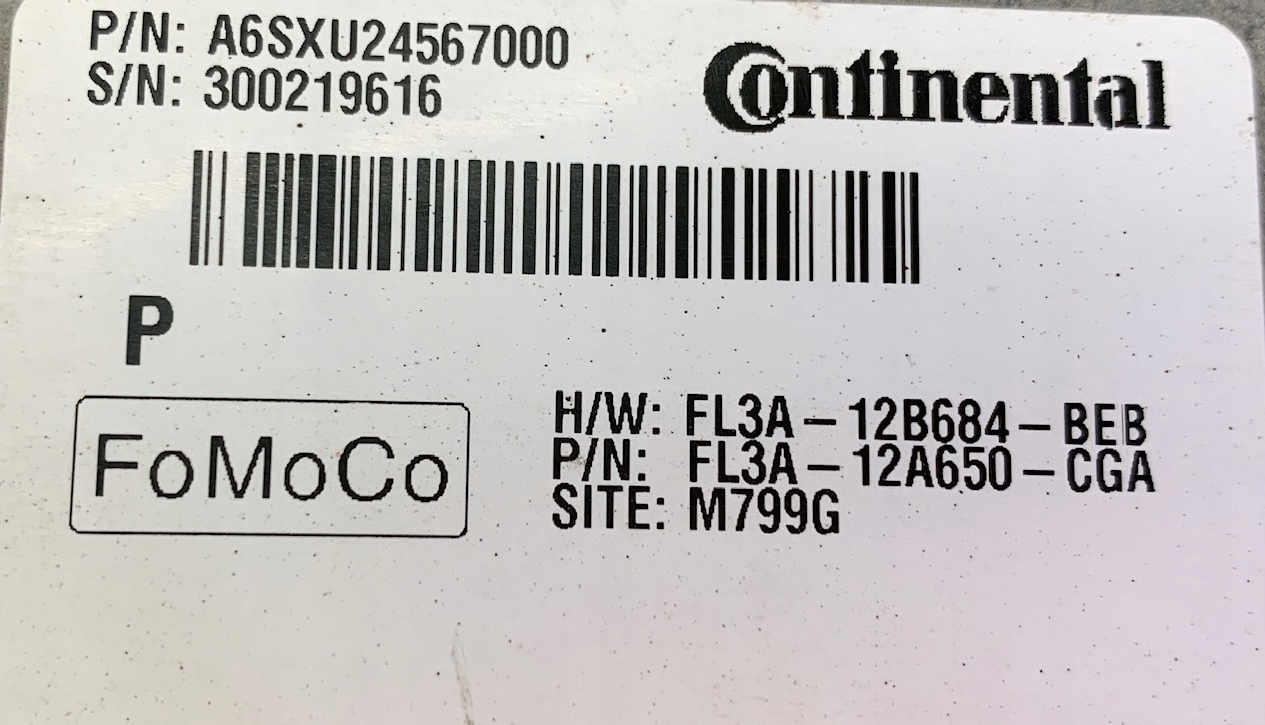 P/N: A6SXU24567000
S/N: 300219616
Continental
P
FoMoCo
H/W: FL3A – 12B684 – BEB
P/N: FL3A – 12A650 – CGA
SITE: M799G